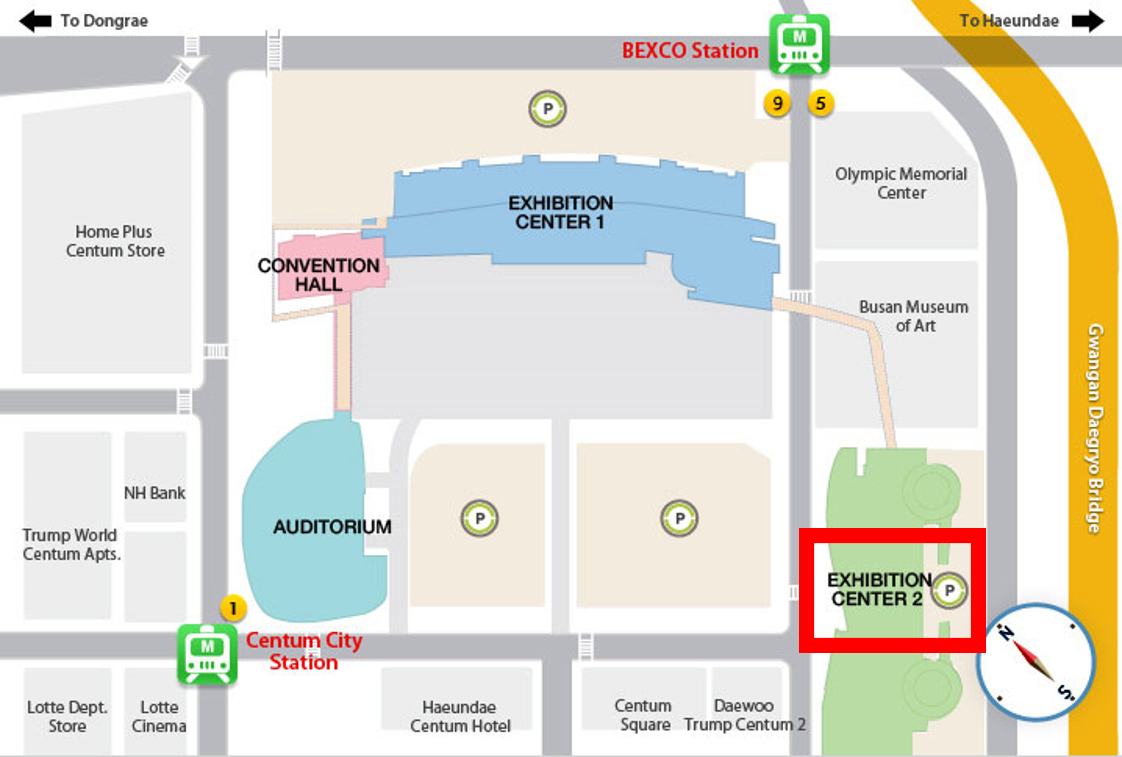 To Dongrae
To Haeundae
BEXCO Station
M
P
9
5
Olympic Memorial
Center
EXHIBITION
CENTER 1
Home Plus
Centum Store
CONVENTION
HALL
Busan Museum
of Art
Gwangan Daegryo Bridge
NH Bank
AUDITORIUM
P
P
Trump World
Centum Apts.
EXHIBITION
CENTER 2
P
1
M
Centum City
Station
N
S
Lotte Dept.
Store
Lotte
Cinema
Haeundae
Centum Hotel
Centum
Square
Daewoo
Trump Centum 2